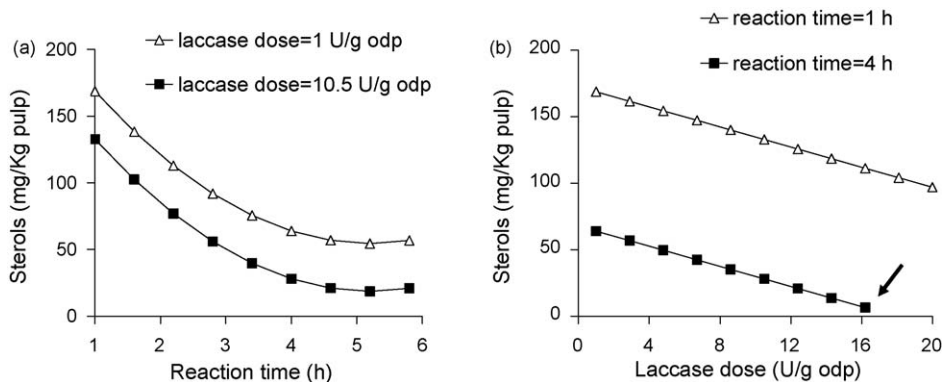 (a)
laccase dose=1 U/g odp
laccase dose=10.5 U/g odp
Sterols (mg/Kg pulp)
200
150
100
50
0
1 2 3 4 5 6
Reaction time (h)
(b)
reaction time=1 h
reaction time=4 h
Sterols (mg/Kg pulp)
200
150
100
50
0
0 4 8 12 16 20
Laccase dose (U/g odp)